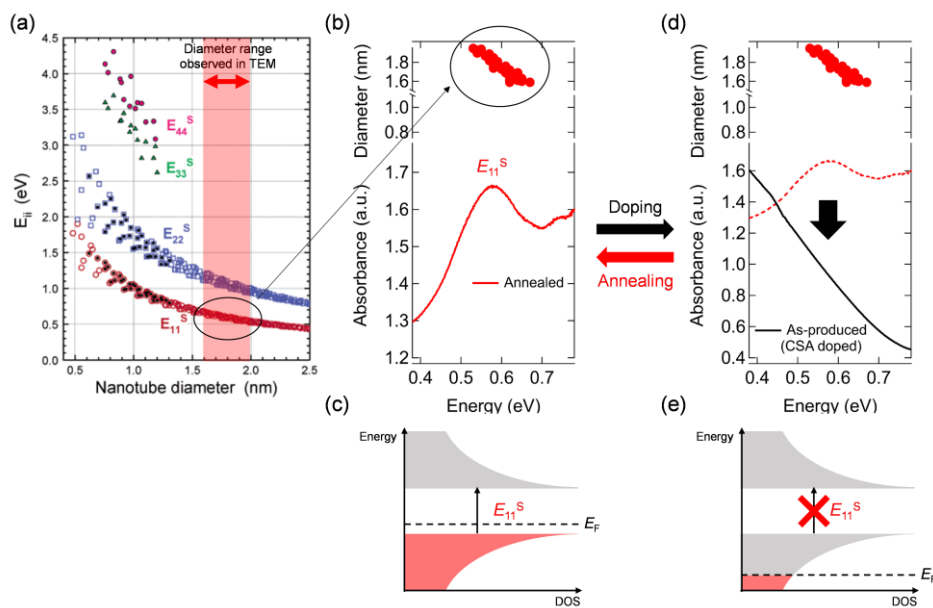 (a)
Diameter range
observed in TEM
E44S
E33S
E22S
E11S
Eii (eV)
4.5
4.0
3.5
3.0
2.5
2.0
1.5
1.0
0.5
0.0
0.5 1.0 1.5 2.0 2.5
Nanotube diameter (nm)
(b)
Diameter (nm)
1.8
1.6
1.0
0.8
Absorbance (a.u.)
1.7
1.6
1.5
1.4
1.3
1.2
E11S
Annealed
0.4 0.5 0.6 0.7
Energy (eV)
Doping
Annealing
(d)
Diameter (nm)
1.8
1.6
1.0
0.8
Absorbance (a.u.)
1.6
1.4
1.2
1.0
0.8
0.6
0.4
As-produced
(CSA doped)
0.4 0.5 0.6 0.7
Energy (eV)
(c)
Energy
E11S
EF
DOS
(e)
Energy
E11S
EF
DOS